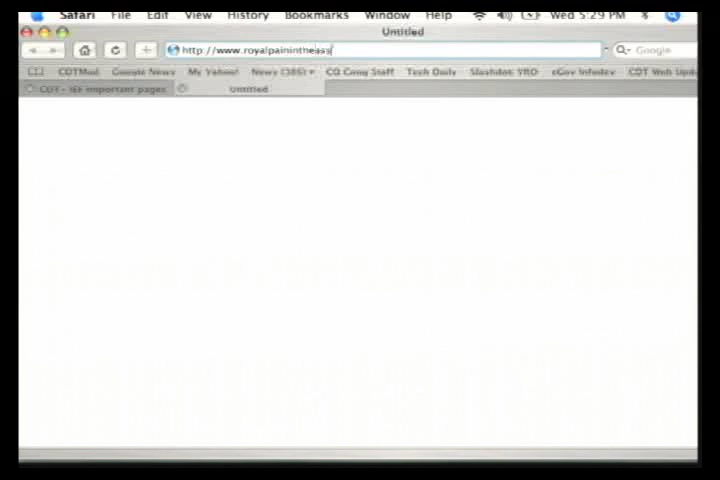 Safari File Edit View History Bookmarks Window Help Wed 5:29 PM
Untitled
http://www.royalpainintheass Google
CDTMail Google News My Yahoo! News (386) CQ Cong Staff Tech Daily Slashdot: YRO eGov Infodev CDT Web Upda
CDT - IEF important pages Untitled